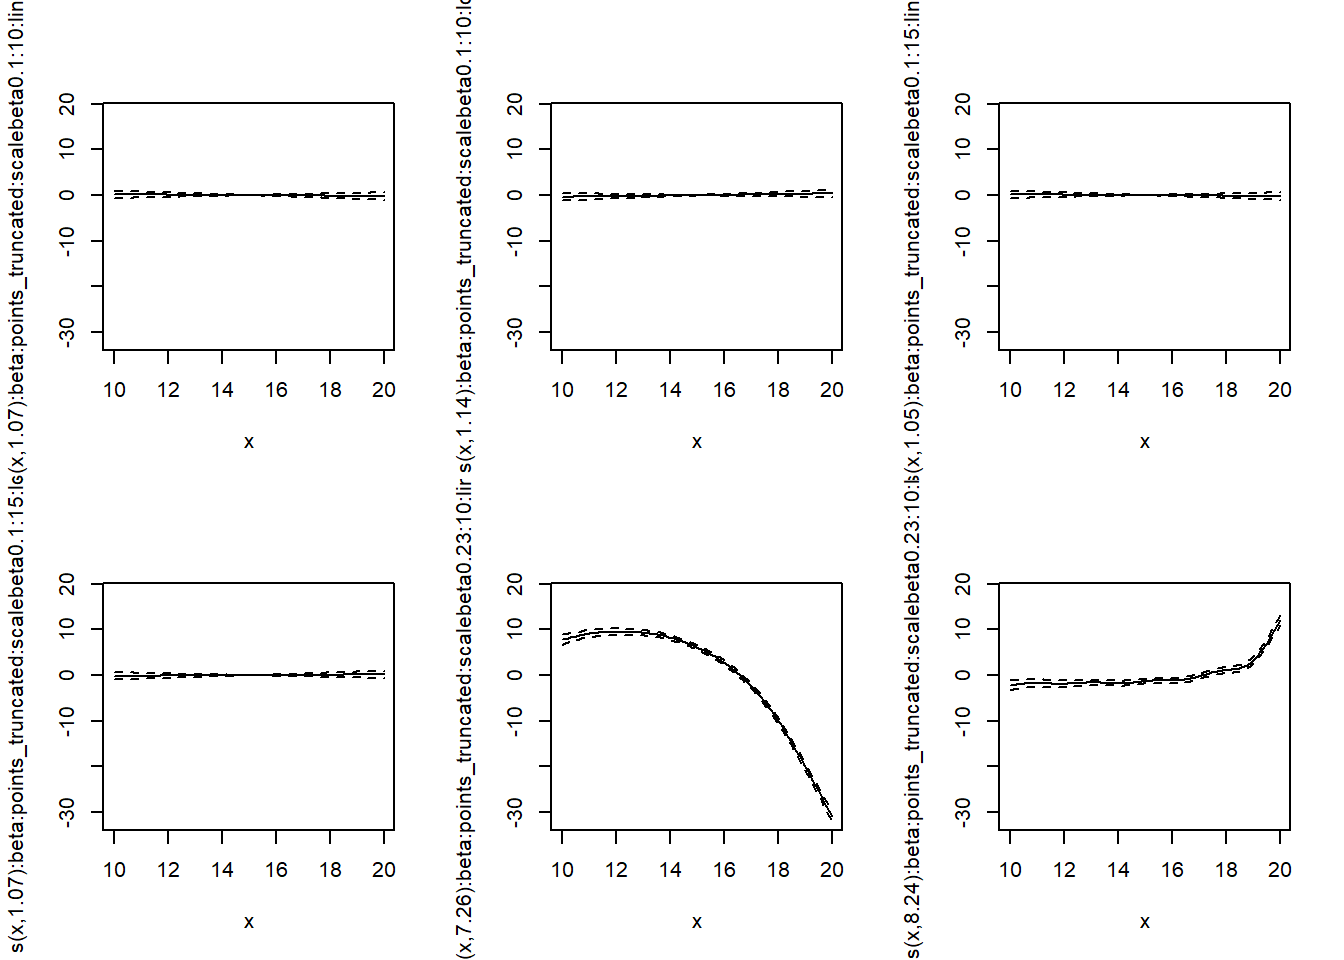 s(x,1.07):beta:points_truncated:scalebeta0.1:10:lin
20
10
0
-10
-30
10 12 14 16 18 20
x
s(x,1.14):beta:points_truncated:scalebeta0.1:10:lo
20
10
0
-10
-30
10 12 14 16 18 20
x
s(x,1.05):beta:points_truncated:scalebeta0.1:15:lin
20
10
0
-10
-30
10 12 14 16 18 20
x
s(x,1.07):beta:points_truncated:scalebeta0.1:15:l
20
10
0
-10
-30
10 12 14 16 18 20
x
(x,7.26):beta:points_truncated:scalebeta0.23:10:lin
20
10
0
-10
-30
10 12 14 16 18 20
x
s(x,8.24):beta:points_truncated:scalebeta0.23:10:
20
10
0
-10
-30
10 12 14 16 18 20
x